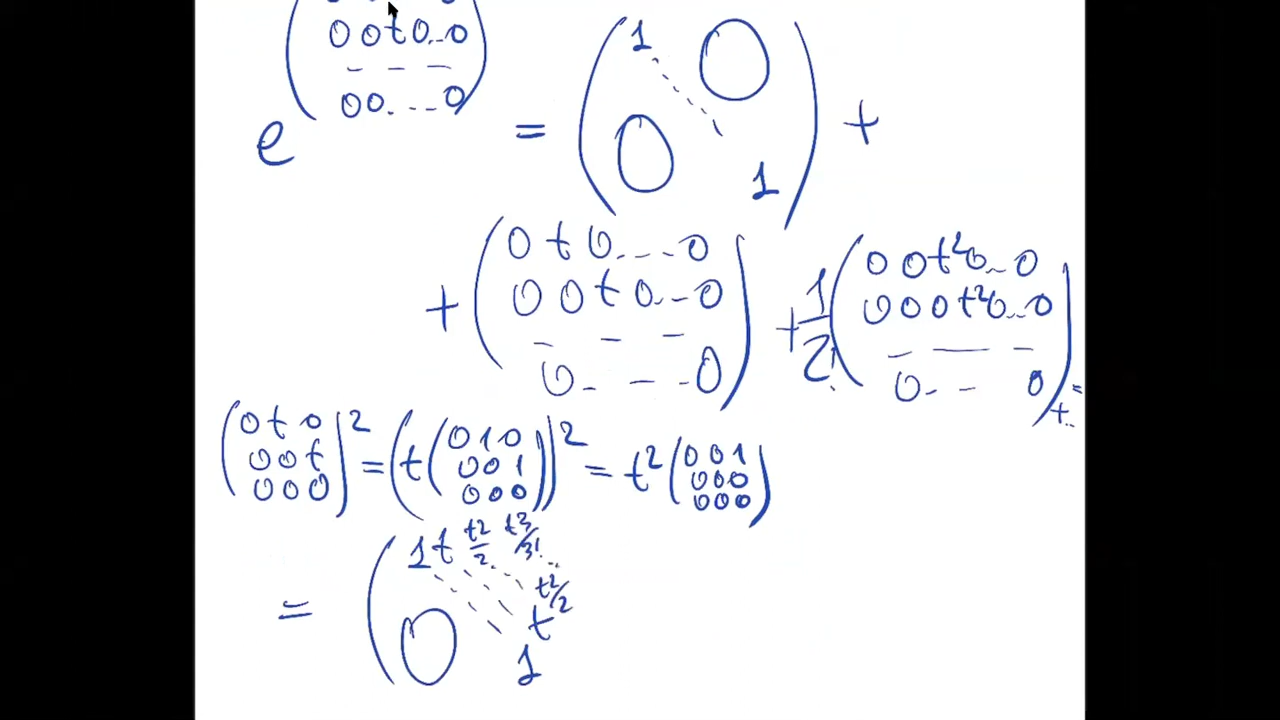 0 0 t 0...0
- - -
0 0 . . . 0
e = ( 1 0 0 1 ) +
+ ( 0 t 0 . . . 0
0 0 t 0 . . 0
- - -
0 . - - . 0 ) + 1/2! ( 0 0 t² 0 . . 0
0 0 0 t² 0 . . 0
- - -
0 . - - 0 ) + .. =
( 0 t 0
0 0 t
0 0 0 )² = ( t ( 0 1 0
0 0 1
0 0 0 ) )² = t² ( 0 0 1
0 0 0
0 0 0 )
= ( 1 t t²/2 t³/3! ..
t²/2
0 t
1